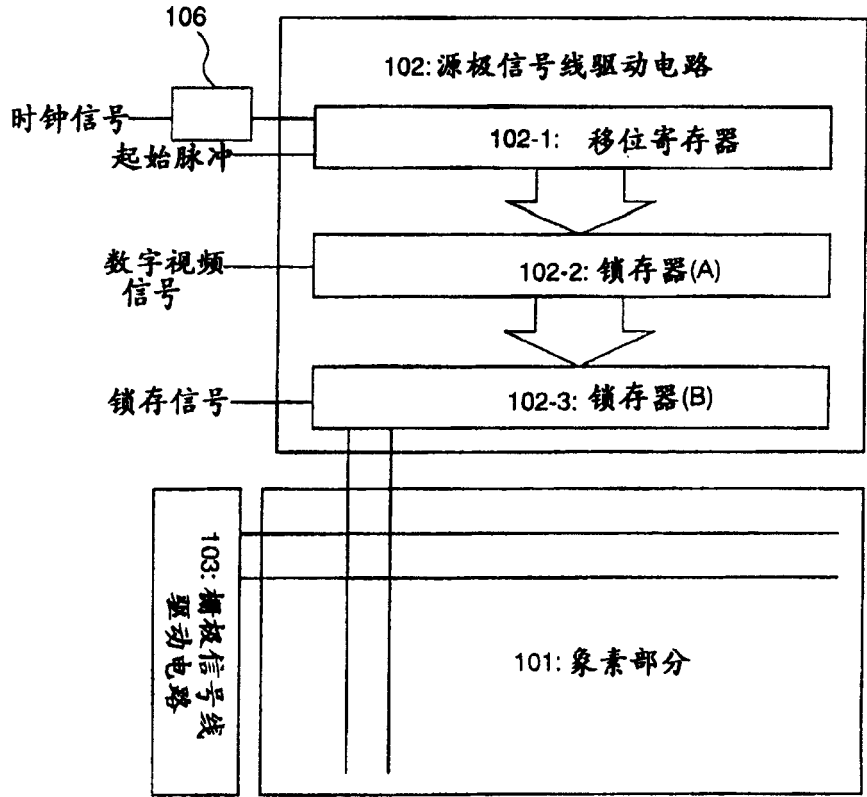 106
102:源极信号线驱动电路
时钟信号
102-1: 移位寄存器
起始脉冲
数字视频
信号
102-2:锁存器(A)
锁存信号
102-3:锁存器(B)
103:栅极信号线
驱动电路
101:象素部分